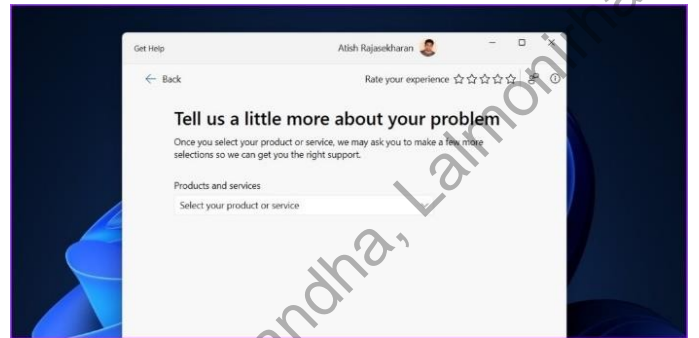 Get Help
Atish Rajasekharan
Back
Rate your experience
Tell us a little more about your problem
Once you select your product or service, we may ask you to make a few more
selections so we can get you the right support.
Products and services
Select your product or service
andha, Lalmonirha